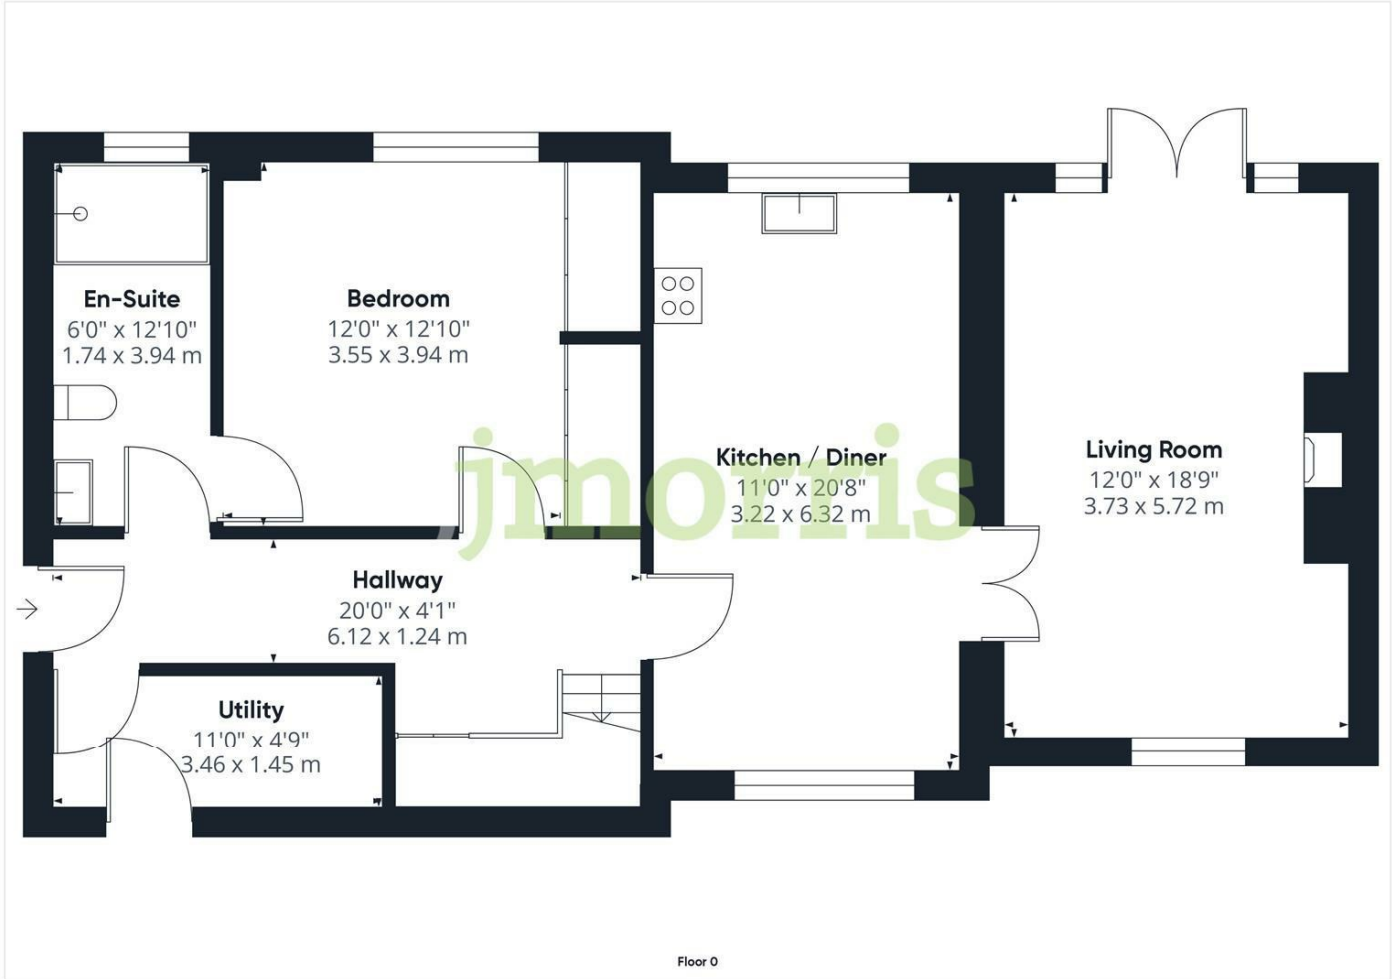 En-Suite
6'0" x 12'10"
1.74 x 3.94 m
Bedroom
12'0" x 12'10"
3.55 x 3.94 m
Kitchen / Diner
11'0" x 20'8"
3.22 x 6.32 m
Living Room
12'0" x 18'9"
3.73 x 5.72 m
jmorris
Hallway
20'0" x 4'1"
6.12 x 1.24 m
Utility
11'0" x 4'9"
3.46 x 1.45 m
Floor 0